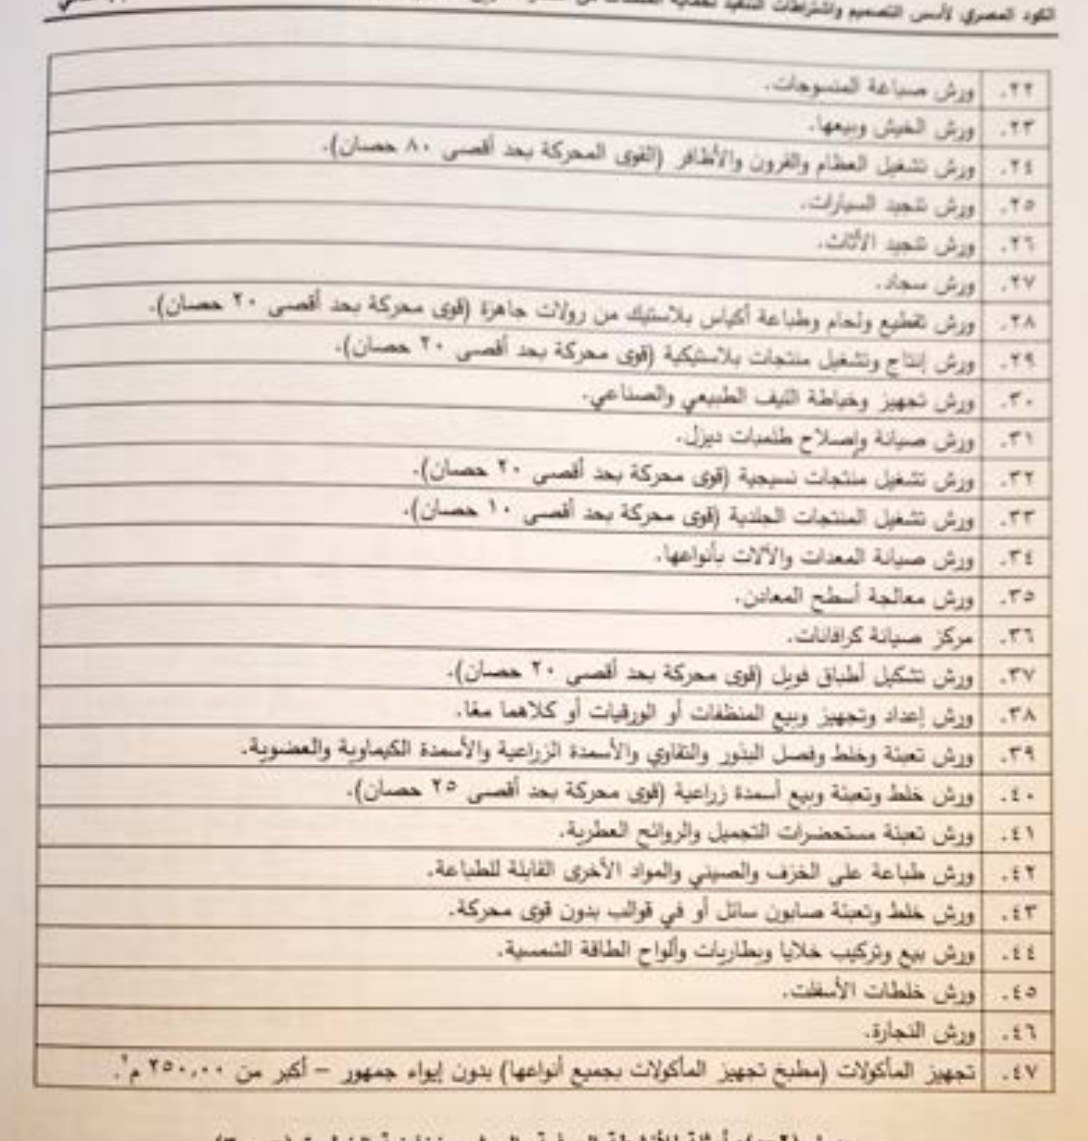 الكود المصري لأسس التصميم واشتراطات التنفيذ لحماية المنشآت من
٢٢. ورش صباغة المنسوجات.
٢٣. ورش الخيش وبيعها.
٢٤. ورش تشغيل العظام والقرون والأظافر (القوى المحركة بحد أقصى ٨٠ حصان).
٢٥. ورش تنجيد السيارات.
٢٦. ورش تنجيد الأثاث.
٢٧. ورش سجاد.
٢٨. ورش تقطيع ولحام وطباعة أكياس بلاستيك من رولات جاهزة (قوى محركة بحد أقصى ٢٠ حصان).
٢٩. ورش إنتاج وتشغيل منتجات بلاستيكية (قوى محركة بحد أقصى ٢٠ حصان).
٣٠. ورش تجهيز وخياطة الليف الطبيعي والصناعي.
٣١. ورش صيانة وإصلاح طلمبات ديزل.
٣٢. ورش تشغيل منتجات نسيجية (قوى محركة بحد أقصى ٢٠ حصان).
٣٣. ورش تشغيل المنتجات الجلدية (قوى محركة بحد أقصى ١٠ حصان).
٣٤. ورش صيانة المعدات والآلات بأنواعها.
٣٥. ورش معالجة أسطح المعادن.
٣٦. مركز صيانة كرافانات.
٣٧. ورش تشكيل أطباق فويل (قوى محركة بحد أقصى ٢٠ حصان).
٣٨. ورش إعداد وتجهيز وبيع المنظفات أو الورقيات أو كلاهما معًا.
٣٩. ورش تعبئة وخلط وفصل البذور والتقاوي والأسمدة الزراعية والأسمدة الكيماوية والعضوية.
٤٠. ورش خلط وتعبئة وبيع أسمدة زراعية (قوى محركة بحد أقصى ٢٥ حصان).
٤١. ورش تعبئة مستحضرات التجميل والروائح العطرية.
٤٢. ورش طباعة على الخزف والصيني والمواد الأخرى القابلة للطباعة.
٤٣. ورش خلط وتعبئة صابون سائل أو في قوالب بدون قوى محركة.
٤٤. ورش بيع وتركيب خلايا وبطاريات وألواح الطاقة الشمسية.
٤٥. ورش خلطات الأسفلت.
٤٦. ورش النجارة.
٤٧. تجهيز المأكولات (مطبخ تجهيز المأكولات بجميع أنواعها) بدون إيواء جمهور – أكبر من ٢٥٠,٠٠ م².